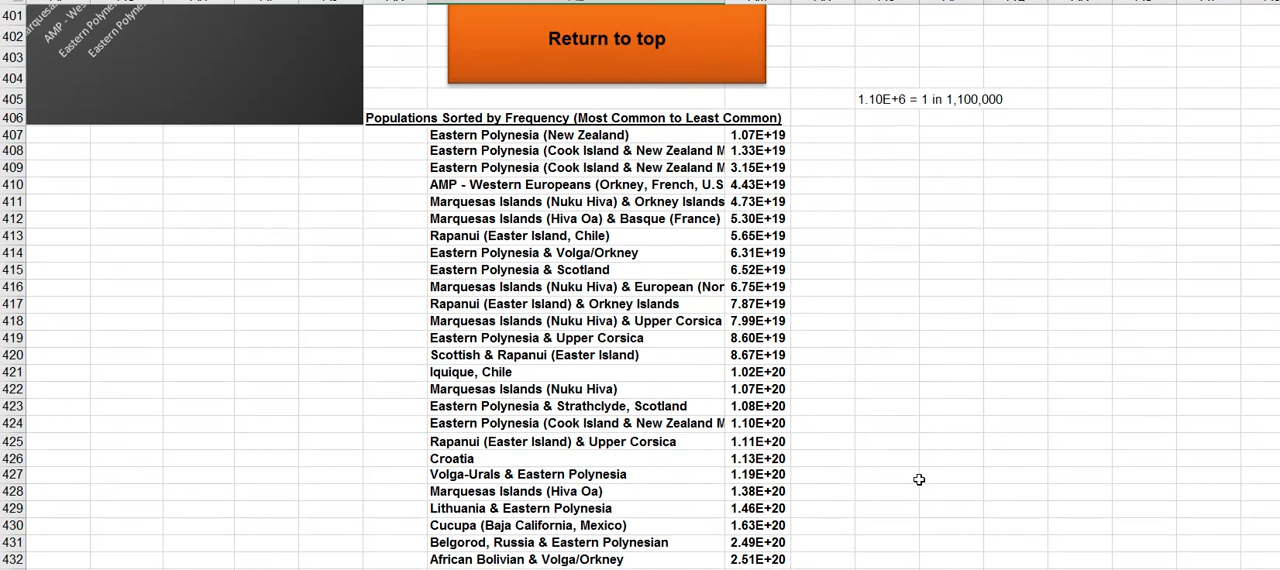 AMP - Wes
Eastern Polyne
Eastern Polyn
401
Return to top
402
403
404
405 1.10E+6 = 1 in 1,100,000
406 Populations Sorted by Frequency (Most Common to Least Common)
407 Eastern Polynesia (New Zealand) 1.07E+19
408 Eastern Polynesia (Cook Island & New Zealand M 1.33E+19
409 Eastern Polynesia (Cook Island & New Zealand M 3.15E+19
410 AMP - Western Europeans (Orkney, French, U.S 4.43E+19
411 Marquesas Islands (Nuku Hiva) & Orkney Islands 4.73E+19
412 Marquesas Islands (Hiva Oa) & Basque (France) 5.30E+19
413 Rapanui (Easter Island, Chile) 5.65E+19
414 Eastern Polynesia & Volga/Orkney 6.31E+19
415 Eastern Polynesia & Scotland 6.52E+19
416 Marquesas Islands (Nuku Hiva) & European (Nor 6.75E+19
417 Rapanui (Easter Island) & Orkney Islands 7.87E+19
418 Marquesas Islands (Nuku Hiva) & Upper Corsica 7.99E+19
419 Eastern Polynesia & Upper Corsica 8.60E+19
420 Scottish & Rapanui (Easter Island) 8.67E+19
421 Iquique, Chile 1.02E+20
422 Marquesas Islands (Nuku Hiva) 1.07E+20
423 Eastern Polynesia & Strathclyde, Scotland 1.08E+20
424 Eastern Polynesia (Cook Island & New Zealand M 1.10E+20
425 Rapanui (Easter Island) & Upper Corsica 1.11E+20
426 Croatia 1.13E+20
427 Volga-Urals & Eastern Polynesia 1.19E+20
428 Marquesas Islands (Hiva Oa) 1.38E+20
429 Lithuania & Eastern Polynesia 1.46E+20
430 Cucupa (Baja California, Mexico) 1.63E+20
431 Belgorod, Russia & Eastern Polynesian 2.49E+20
432 African Bolivian & Volga/Orkney 2.51E+20